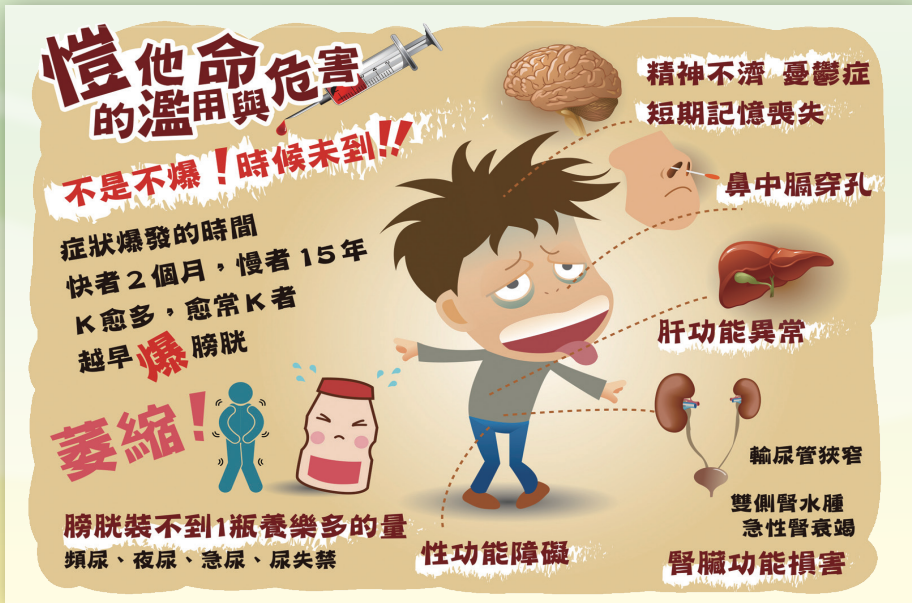 愷他命
的濫用與危害
不是不爆！時候未到!!
症狀爆發的時間
快者2個月，慢者15年
K愈多，愈常K者
越早爆膀胱
萎縮！
膀胱裝不到1瓶養樂多的量
頻尿、夜尿、急尿、尿失禁
精神不濟 憂鬱症
短期記憶喪失
鼻中膈穿孔
肝功能異常
輸尿管狹窄
雙側腎水腫
急性腎衰竭
腎臟功能損害
性功能障礙